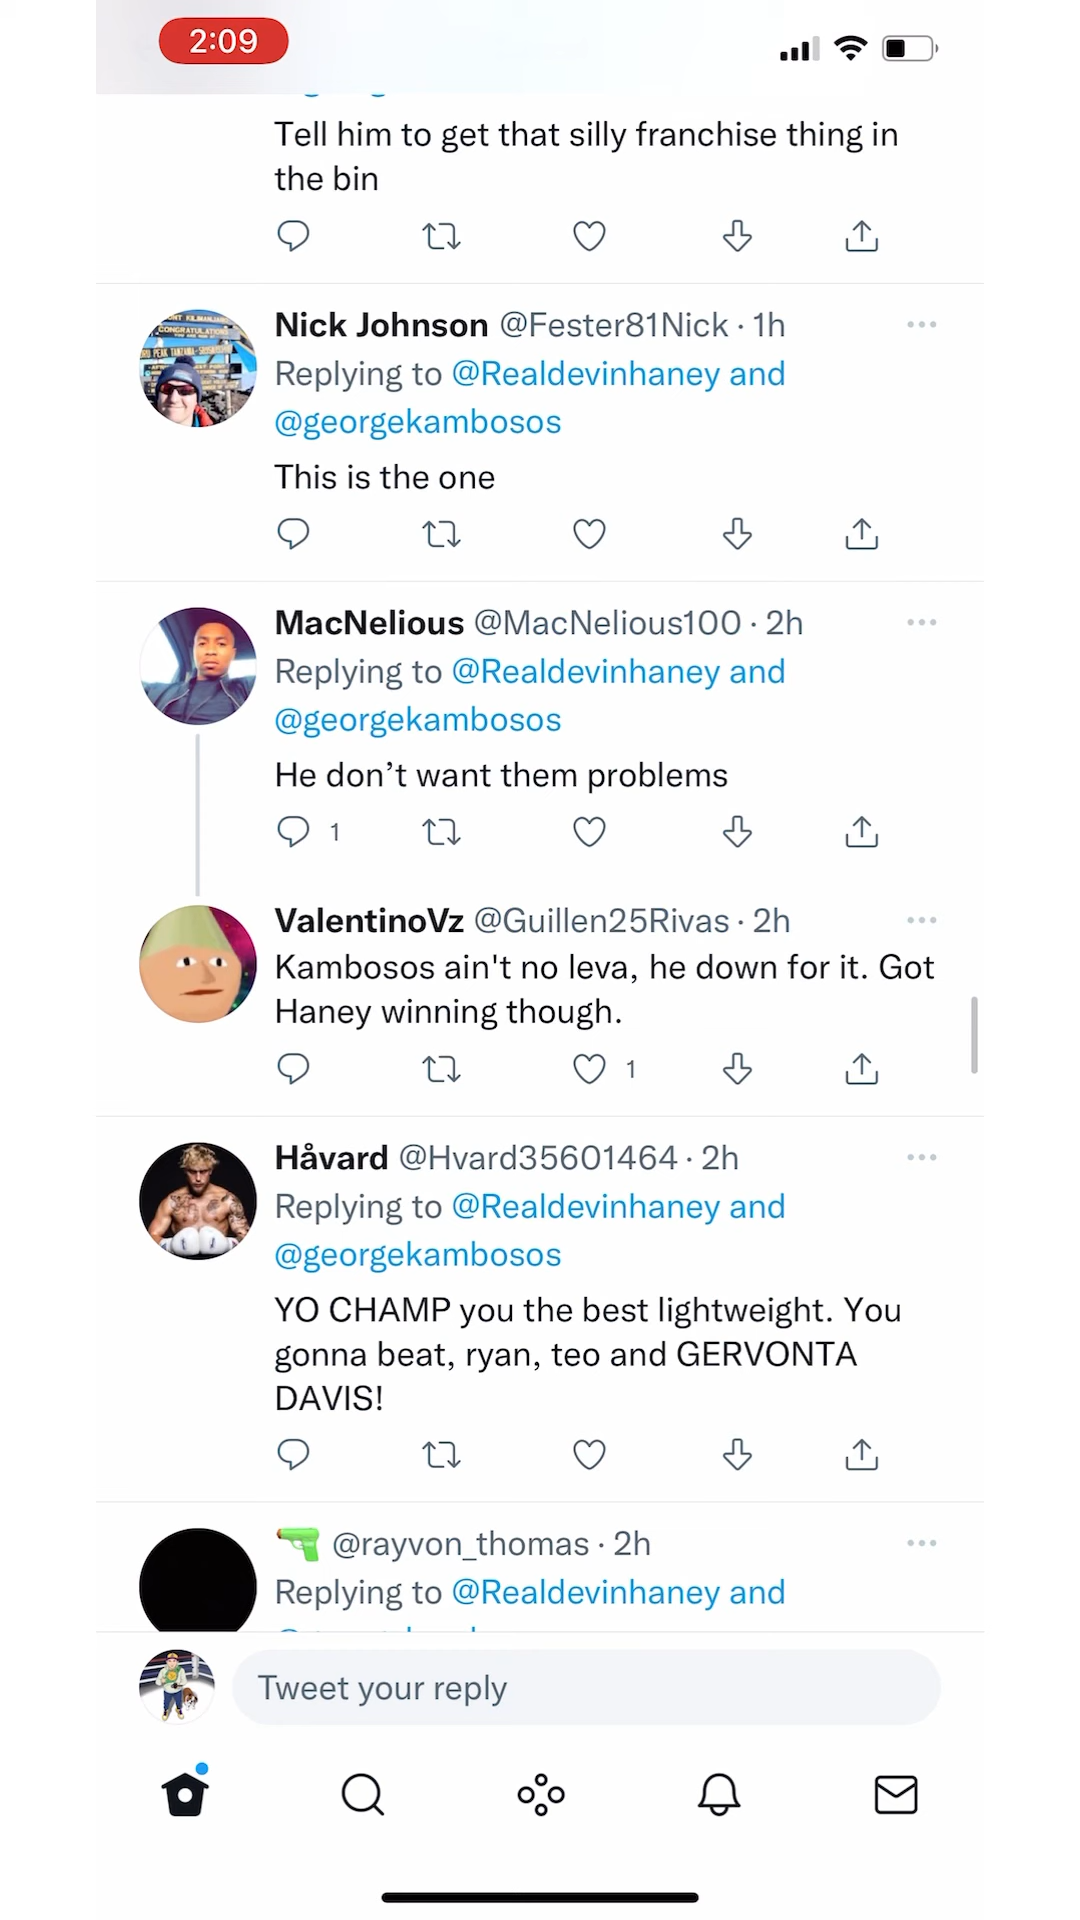 2:09
Tell him to get that silly franchise thing in
the bin
Nick Johnson @Fester81Nick · 1h
Replying to @Realdevinhaney and
@georgekambosos
This is the one
MacNelious @MacNelious100 · 2h
Replying to @Realdevinhaney and
@georgekambosos
He don’t want them problems
1
ValentinoVz @Guillen25Rivas · 2h
Kambosos ain't no leva, he down for it. Got
Haney winning though.
1
Håvard @Hvard35601464 · 2h
Replying to @Realdevinhaney and
@georgekambosos
YO CHAMP you the best lightweight. You
gonna beat, ryan, teo and GERVONTA
DAVIS!
🔫 @rayvon_thomas · 2h
Replying to @Realdevinhaney and
Tweet your reply